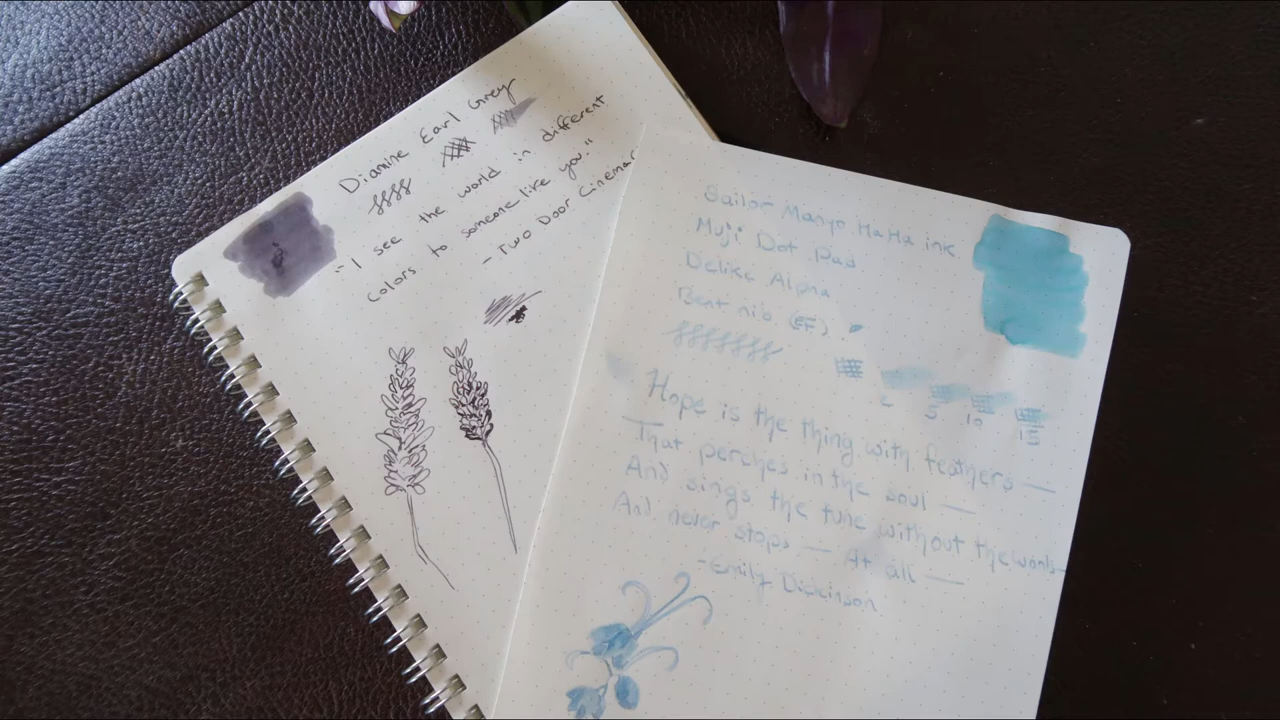 Diamine Earl Grey
"I see the world in different
colors to someone like you."
- Two Door Cinema
Sailor Manyo HaHa ink
Muji Dot Pad
Delike Alpha
Bent nib (EF)
2 5 10 15
Hope is the thing with feathers —
That perches in the soul —
And sings the tune without the words —
And never stops — At all —
- Emily Dickinson